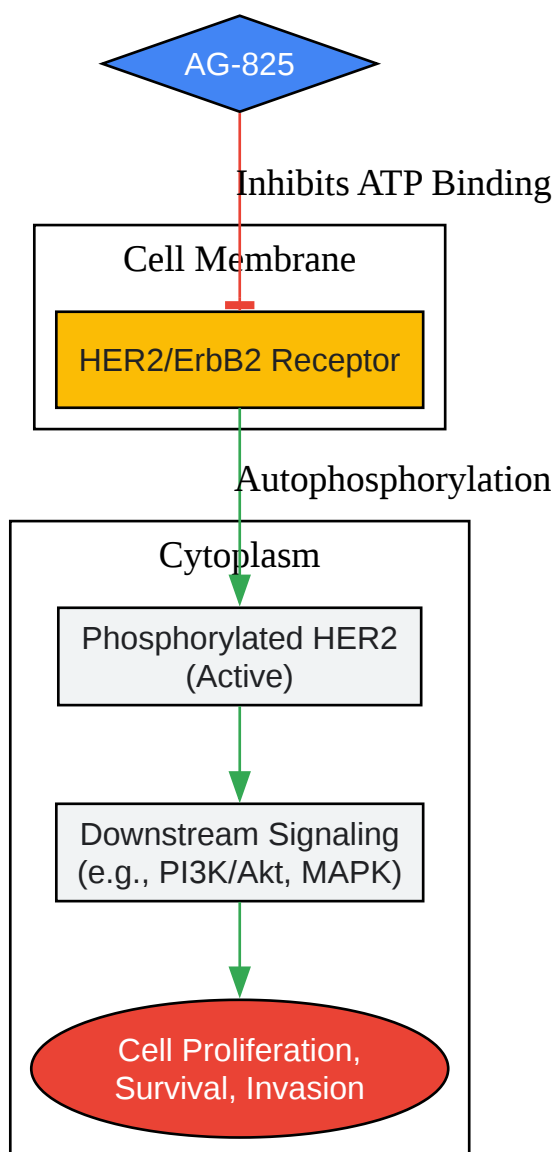 AG-825
Inhibits ATP Binding
Cell Membrane
HER2/ErbB2 Receptor
Autophosphorylation
Cytoplasm
Phosphorylated HER2
(Active)
Downstream Signaling
(e.g., PI3K/Akt, MAPK)
Cell Proliferation,
Survival, Invasion